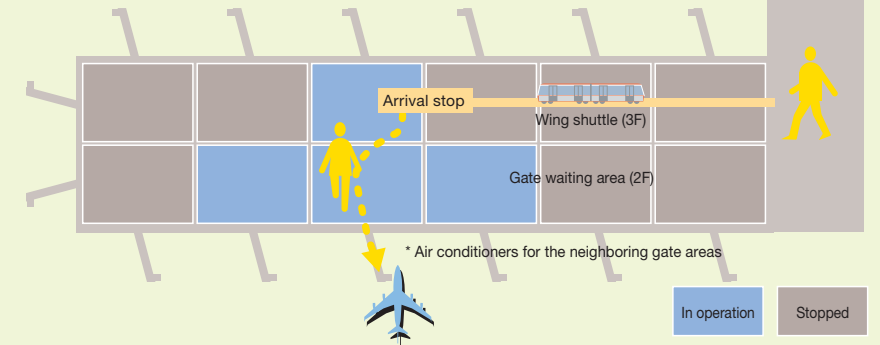 Arrival stop
Wing shuttle (3F)
Gate waiting area (2F)
* Air conditioners for the neighboring gate areas
In operation
Stopped